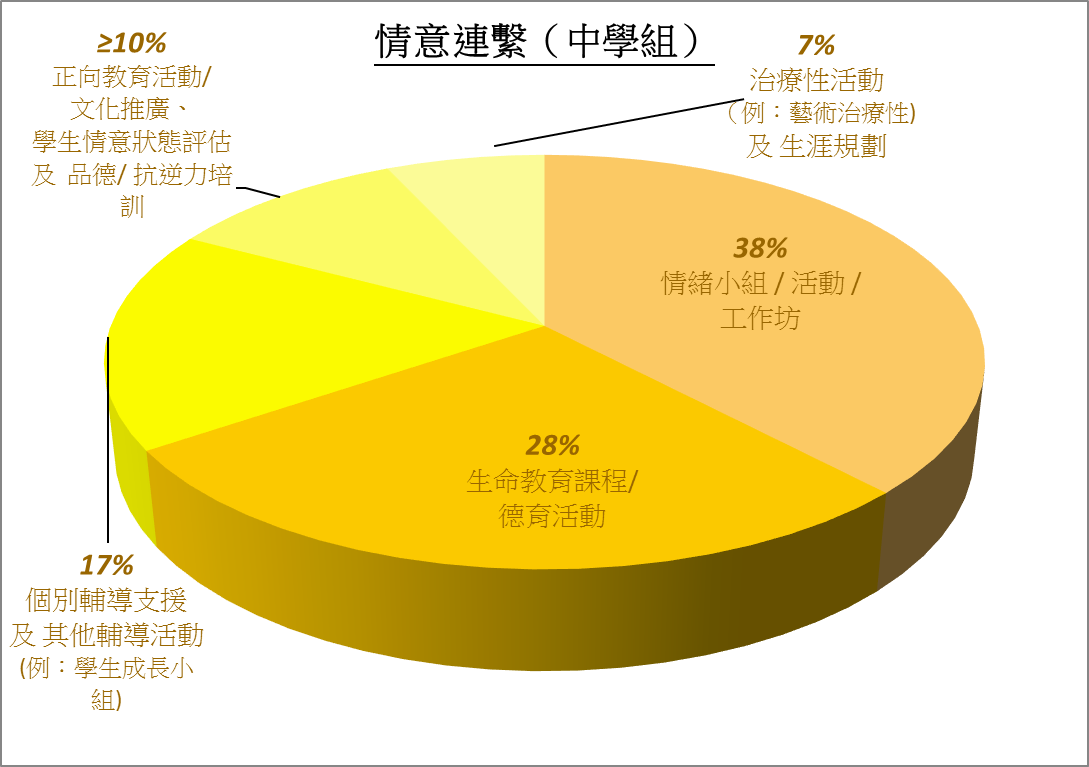 情意連繫（中學組）
≥10%
正向教育活動/
文化推廣、
學生情意狀態評估
及 品德/ 抗逆力培
訓
7%
治療性活動
（例：藝術治療性)
及 生涯規劃
38%
情緒小組 / 活動 /
工作坊
28%
生命教育課程/
德育活動
17%
個別輔導支援
及 其他輔導活動
(例：學生成長小
組)